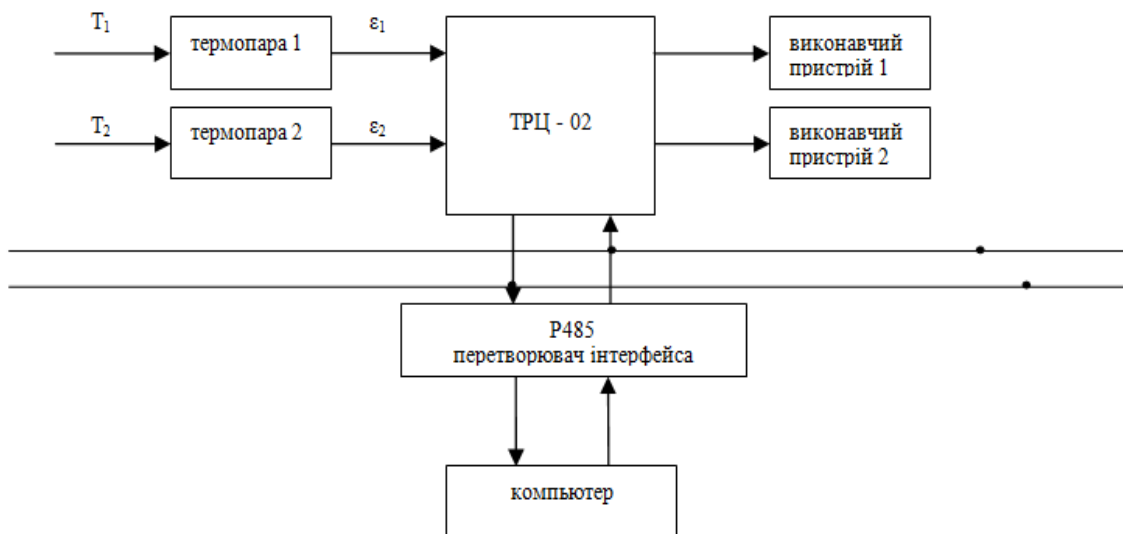 T₁
термопара 1
ε₁
ТРЦ - 02
виконавчий
пристрій 1
T₂
термопара 2
ε₂
виконавчий
пристрій 2
P485
перетворювач інтерфейса
компьютер